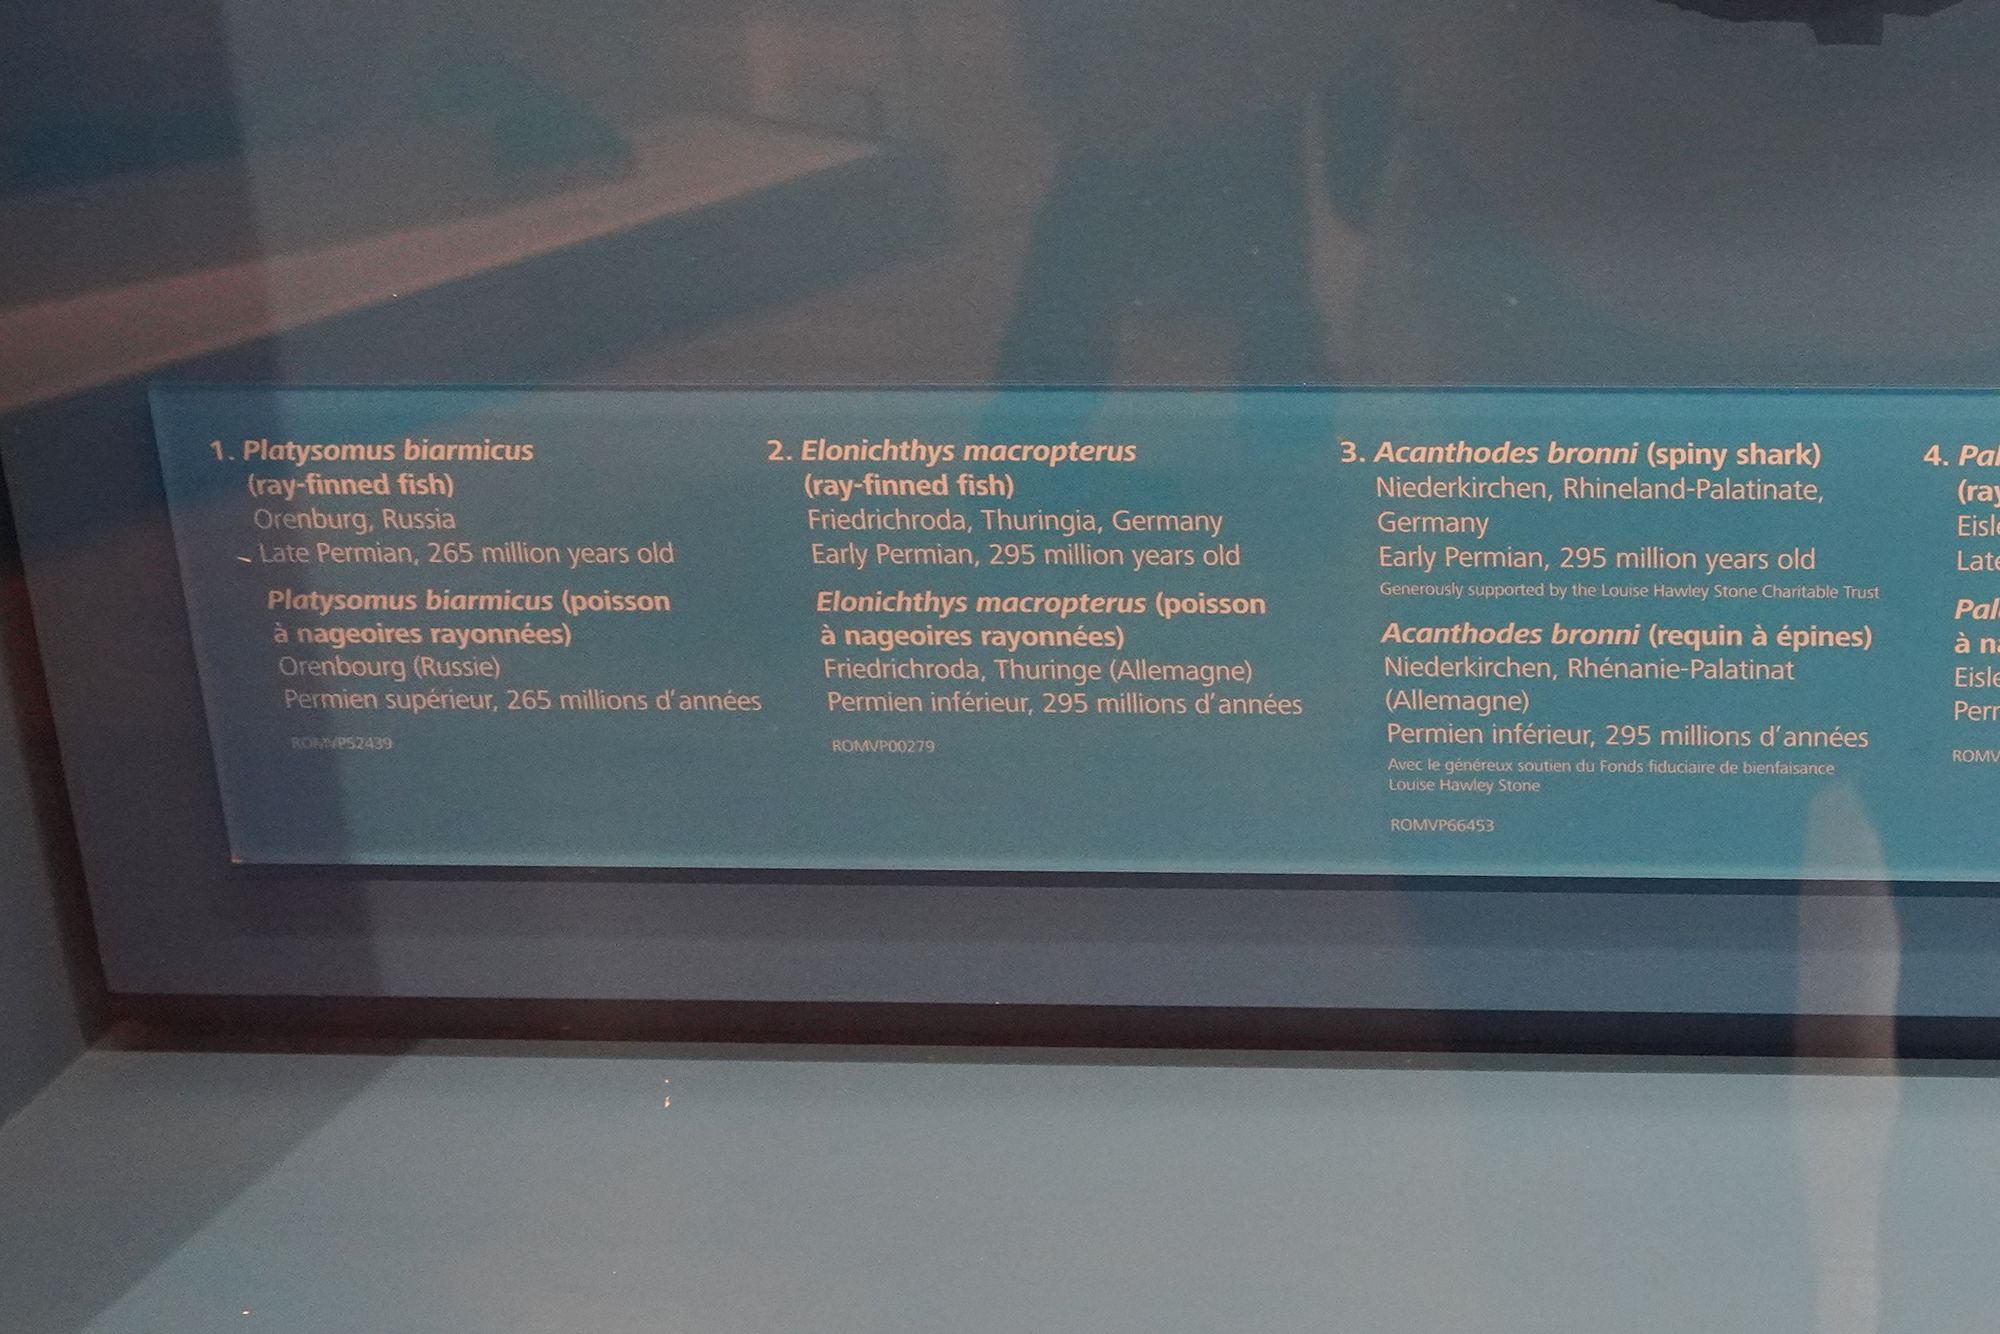 1. Platysomus biarmicus
(ray-finned fish)
Orenburg, Russia
Late Permian, 265 million years old
Platysomus biarmicus (poisson
à nageoires rayonnées)
Orenbourg (Russie)
Permien supérieur, 265 millions d'années
ROMVP52439
2. Elonichthys macropterus
(ray-finned fish)
Friedrichroda, Thuringia, Germany
Early Permian, 295 million years old
Elonichthys macropterus (poisson
à nageoires rayonnées)
Friedrichroda, Thuringe (Allemagne)
Permien inférieur, 295 millions d'années
ROMVP00279
3. Acanthodes bronni (spiny shark)
Niederkirchen, Rhineland-Palatinate,
Germany
Early Permian, 295 million years old
Generously supported by the Louise Hawley Stone Charitable Trust
Acanthodes bronni (requin à épines)
Niederkirchen, Rhénanie-Palatinat
(Allemagne)
Permien inférieur, 295 millions d'années
Avec le généreux soutien du Fonds fiduciaire de bienfaisance
Louise Hawley Stone
ROMVP66453
4.
Late
à